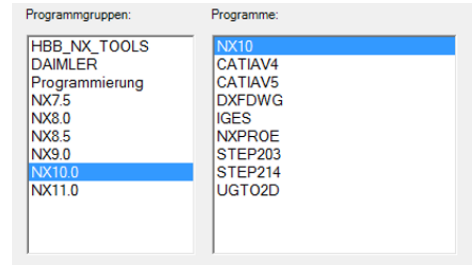 Programmgruppen:
HBB_NX_TOOLS
DAIMLER
Programmierung
NX7.5
NX8.0
NX8.5
NX9.0
NX10.0
NX11.0
Programme:
NX10
CATIAV4
CATIAV5
DXFDWG
IGES
NXPROE
STEP203
STEP214
UGTO2D